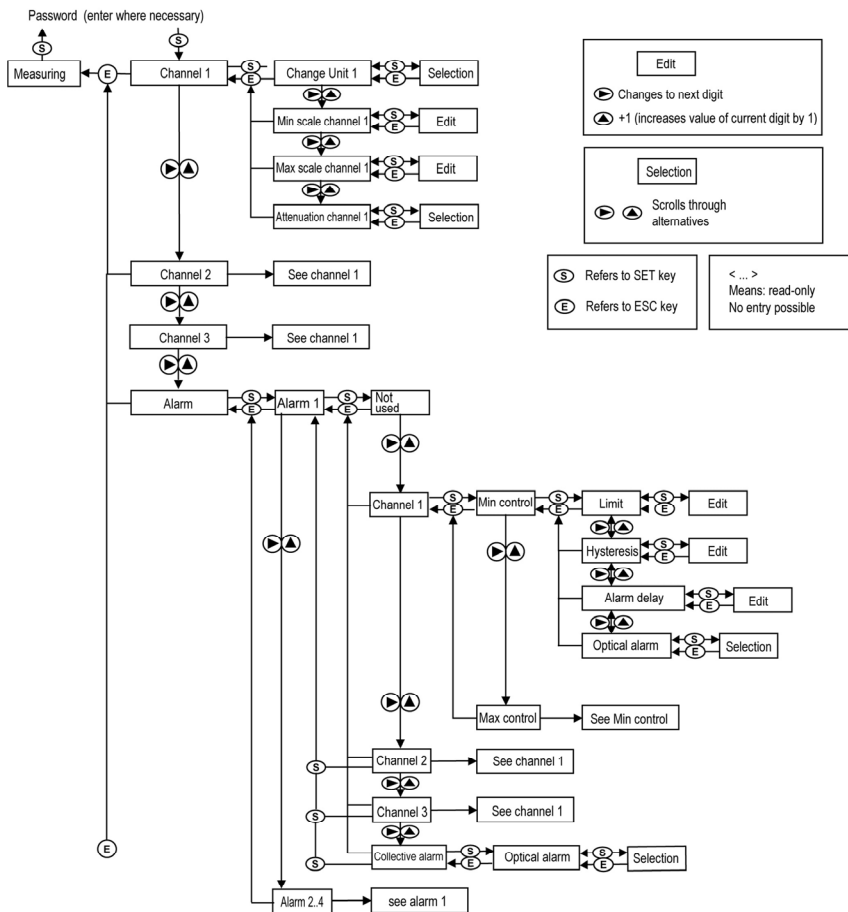 Password (enter where necessary)
S
S
Measuring
E
Channel 1
S
E
Change Unit 1
S
E
Selection
Min scale channel 1
S
E
Edit
Max scale channel 1
S
E
Edit
Attenuation channel 1
S
E
Selection
Edit
Changes to next digit
+1 (increases value of current digit by 1)
Selection
Scrolls through
alternatives
S Refers to SET key
E Refers to ESC key
< ... >
Means: read-only
No entry possible
Channel 2
See channel 1
Channel 3
See channel 1
Alarm
S
E
Alarm 1
S
E
Not
used
Channel 1
S
E
Min control
S
E
Limit
S
E
Edit
Hysteresis
S
E
Edit
Alarm delay
S
E
Edit
Optical alarm
S
E
Selection
Max control
See Min control
Channel 2
See channel 1
S
Channel 3
See channel 1
S
Collective alarm
S
E
Optical alarm
S
E
Selection
S
E
Alarm 2..4
see alarm 1